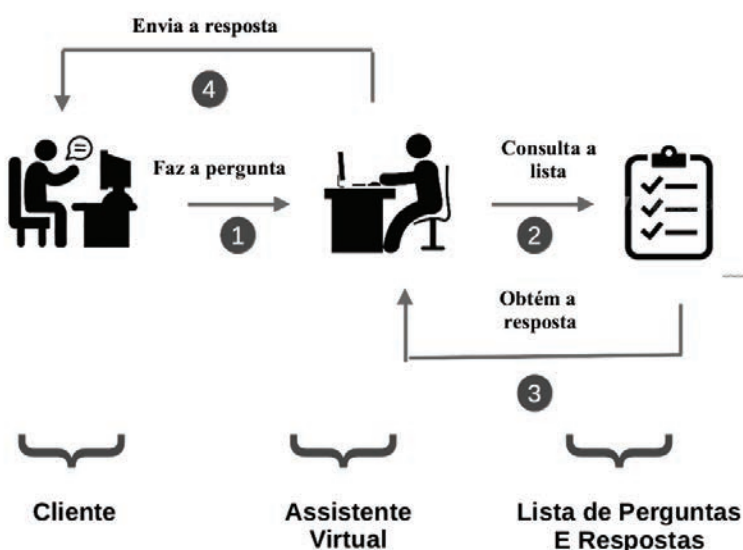 Envia a resposta
4
Faz a pergunta
1
Consulta a
lista
2
Obtém a
resposta
3
Cliente
Assistente
Virtual
Lista de Perguntas
E Respostas